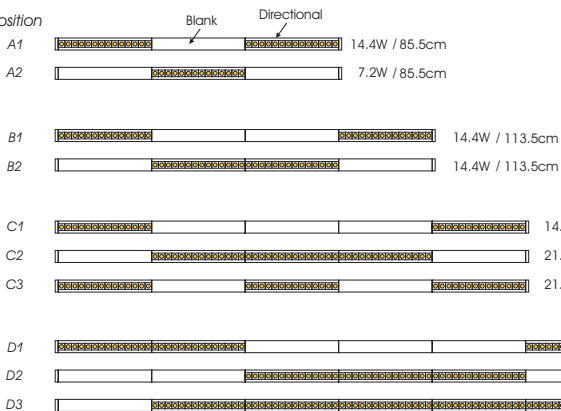 Blank Directional
A1 14.4W / 85.5cm
A2 7.2W / 85.5cm
B1 14.4W / 113.5cm
B2 14.4W / 113.5cm
C1 14.
C2 21.
C3 21.
D1
D2
D3